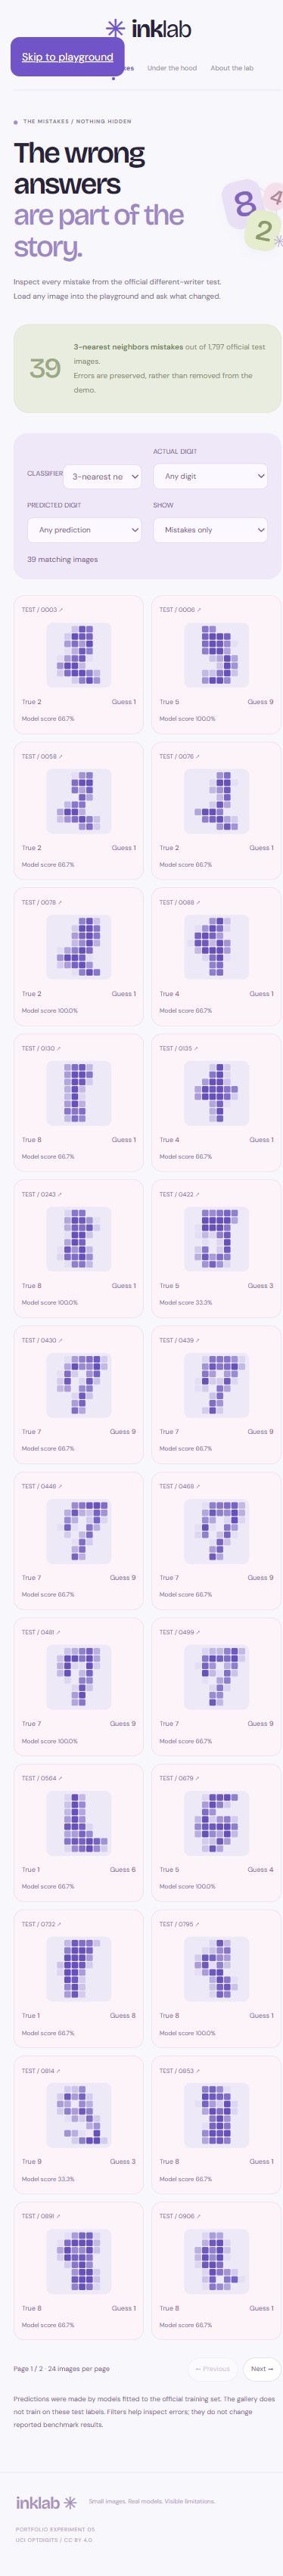 inklab
Skip to playground
kes
Under the hood
About the lab
THE MISTAKES / NOTHING HIDDEN
The wrong
answers
are part of the
story.
8
4
2
Inspect every mistake from the official different-writer test.
Load any image into the playground and ask what changed.
39
3-nearest neighbors mistakes out of 1,797 official test
images.
Errors are preserved, rather than removed from the
demo.
CLASSIFIER
3-nearest ne
ACTUAL DIGIT
Any digit
PREDICTED DIGIT
Any prediction
SHOW
Mistakes only
39 matching images
TEST / 0003 ↗
True 2 Guess 1
Model score 66.7%
TEST / 0006 ↗
True 5 Guess 9
Model score 100.0%
TEST / 0058 ↗
True 2 Guess 1
Model score 66.7%
TEST / 0076 ↗
True 2 Guess 1
Model score 66.7%
TEST / 0078 ↗
True 2 Guess 1
Model score 100.0%
TEST / 0088 ↗
True 4 Guess 1
Model score 66.7%
TEST / 0130 ↗
True 8 Guess 1
Model score 66.7%
TEST / 0135 ↗
True 4 Guess 1
Model score 66.7%
TEST / 0243 ↗
True 8 Guess 1
Model score 100.0%
TEST / 0422 ↗
True 5 Guess 3
Model score 33.3%
TEST / 0430 ↗
True 7 Guess 9
Model score 66.7%
TEST / 0439 ↗
True 7 Guess 9
Model score 66.7%
TEST / 0448 ↗
True 7 Guess 9
Model score 66.7%
TEST / 0468 ↗
True 7 Guess 9
Model score 66.7%
TEST / 0481 ↗
True 7 Guess 9
Model score 100.0%
TEST / 0499 ↗
True 7 Guess 9
Model score 66.7%
TEST / 0564 ↗
True 1 Guess 6
Model score 66.7%
TEST / 0679 ↗
True 5 Guess 4
Model score 100.0%
TEST / 0732 ↗
True 1 Guess 8
Model score 66.7%
TEST / 0795 ↗
True 8 Guess 1
Model score 100.0%
TEST / 0814 ↗
True 9 Guess 3
Model score 33.3%
TEST / 0853 ↗
True 8 Guess 1
Model score 66.7%
TEST / 0891 ↗
True 8 Guess 1
Model score 66.7%
TEST / 0906 ↗
True 8 Guess 1
Model score 66.7%
Page 1 / 2 · 24 images per page
← Previous
Next →
Predictions were made by models fitted to the official training set. The gallery does
not train on these test labels. Filters help inspect errors; they do not change
reported benchmark results.
inklab
Small images. Real models. Visible limitations.
PORTFOLIO EXPERIMENT 05
UCI OPTDIGITS / CC BY 4.0